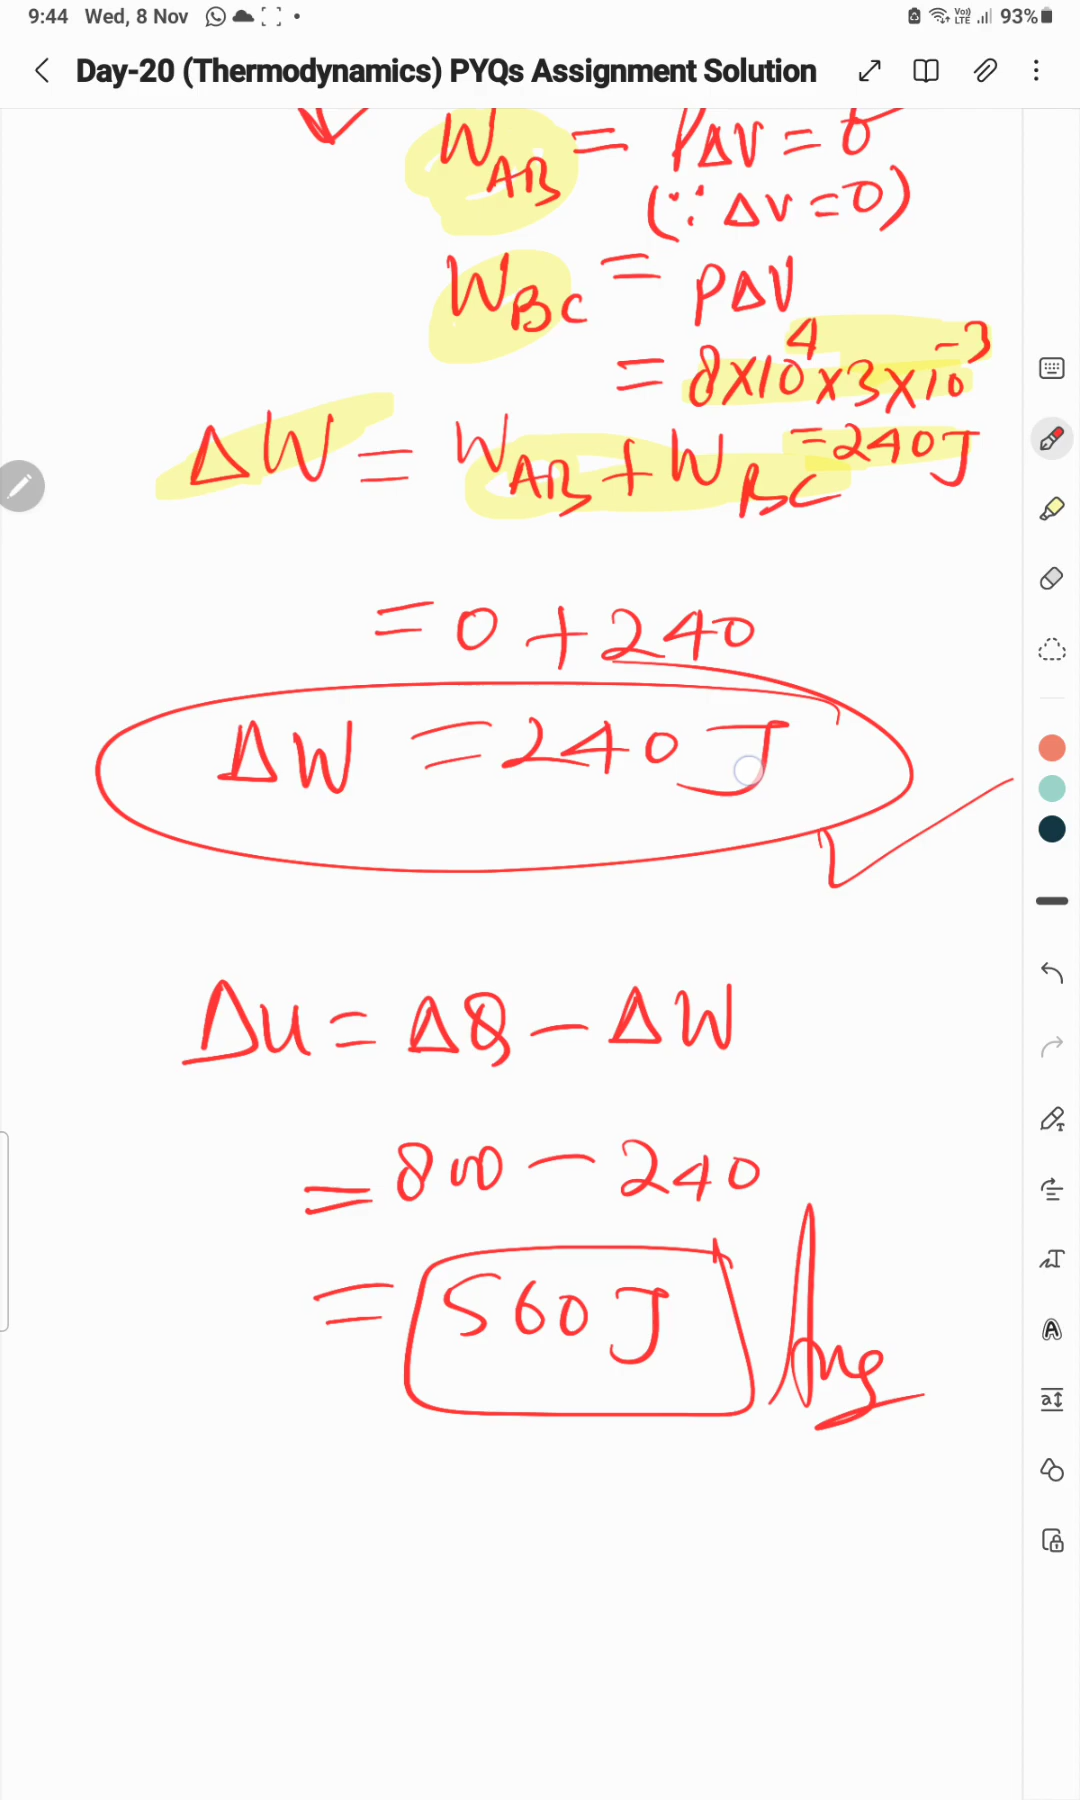 9:44 Wed, 8 Nov 93%
Day-20 (Thermodynamics) PYQs Assignment Solution
W_AB = PΔV = 0
(∵ ΔV = 0)
W_BC = PΔV
= 8×10^4 × 3×10^-3
= 240J
ΔW = W_AB + W_BC
= 0 + 240
ΔW = 240 J
ΔU = ΔQ − ΔW
= 800 − 240
= 560 J Ans